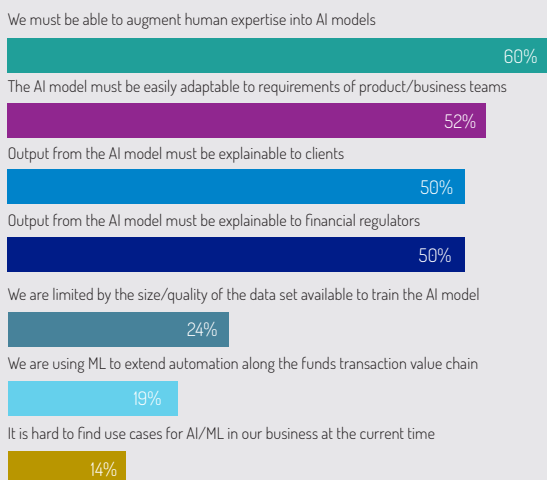 We must be able to augment human expertise into AI models
60%
The AI model must be easily adaptable to requirements of product/business teams
52%
Output from the AI model must be explainable to clients
50%
Output from the AI model must be explainable to financial regulators
50%
We are limited by the size/quality of the data set available to train the AI model
24%
We are using ML to extend automation along the funds transaction value chain
19%
It is hard to find use cases for AI/ML in our business at the current time
14%